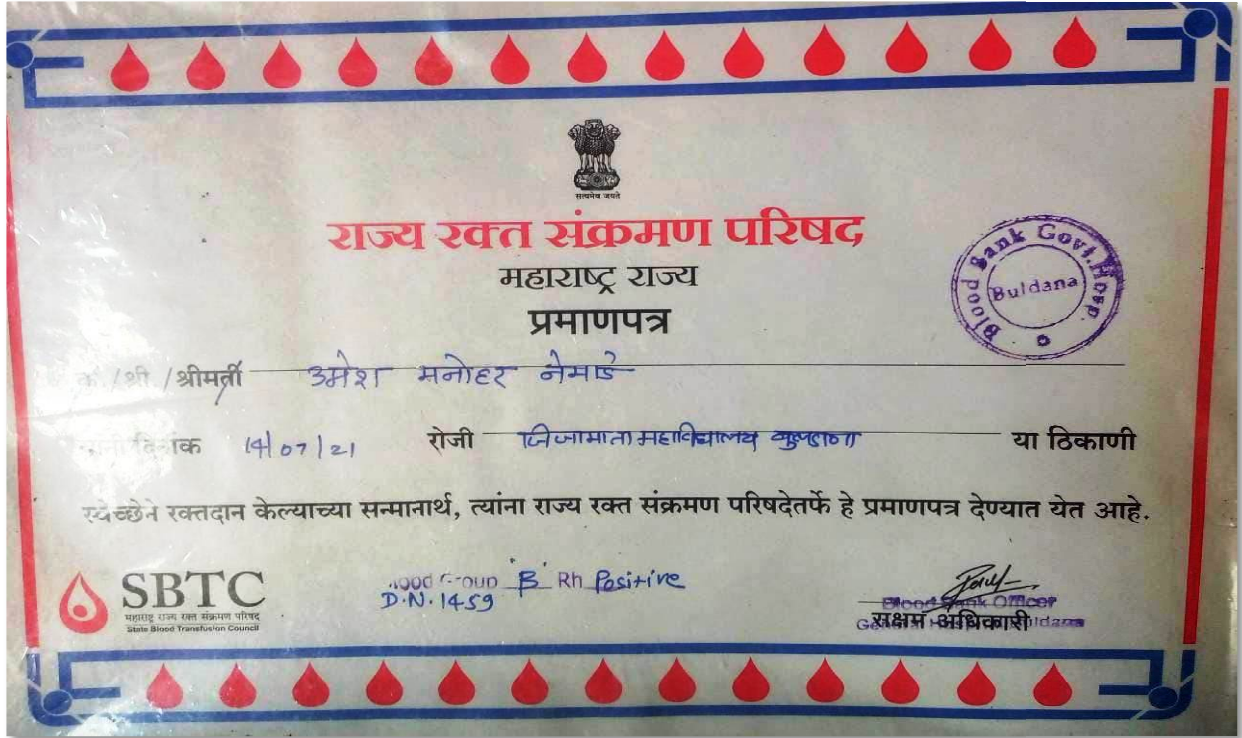 सत्यमेव जयते
राज्य रक्त संक्रमण परिषद
महाराष्ट्र राज्य
प्रमाणपत्र
Blood Bank Govt. Hosp.
Buldana
कु./श्री./श्रीमती उमेश मनोहर नेमाडे
यांनी दिनांक 14/07/21 रोजी जिजामाता महाविद्यालय बुलडाणा या ठिकाणी
स्वेच्छेने रक्तदान केल्याच्या सन्मानार्थ, त्यांना राज्य रक्त संक्रमण परिषदेतर्फे हे प्रमाणपत्र देण्यात येत आहे.
SBTC
महाराष्ट्र राज्य रक्त संक्रमण परिषद
State Blood Transfusion Council
Blood Group 'B' Rh Positive
D.N. 1459
Blood Bank Officer
सक्षम अधिकारी